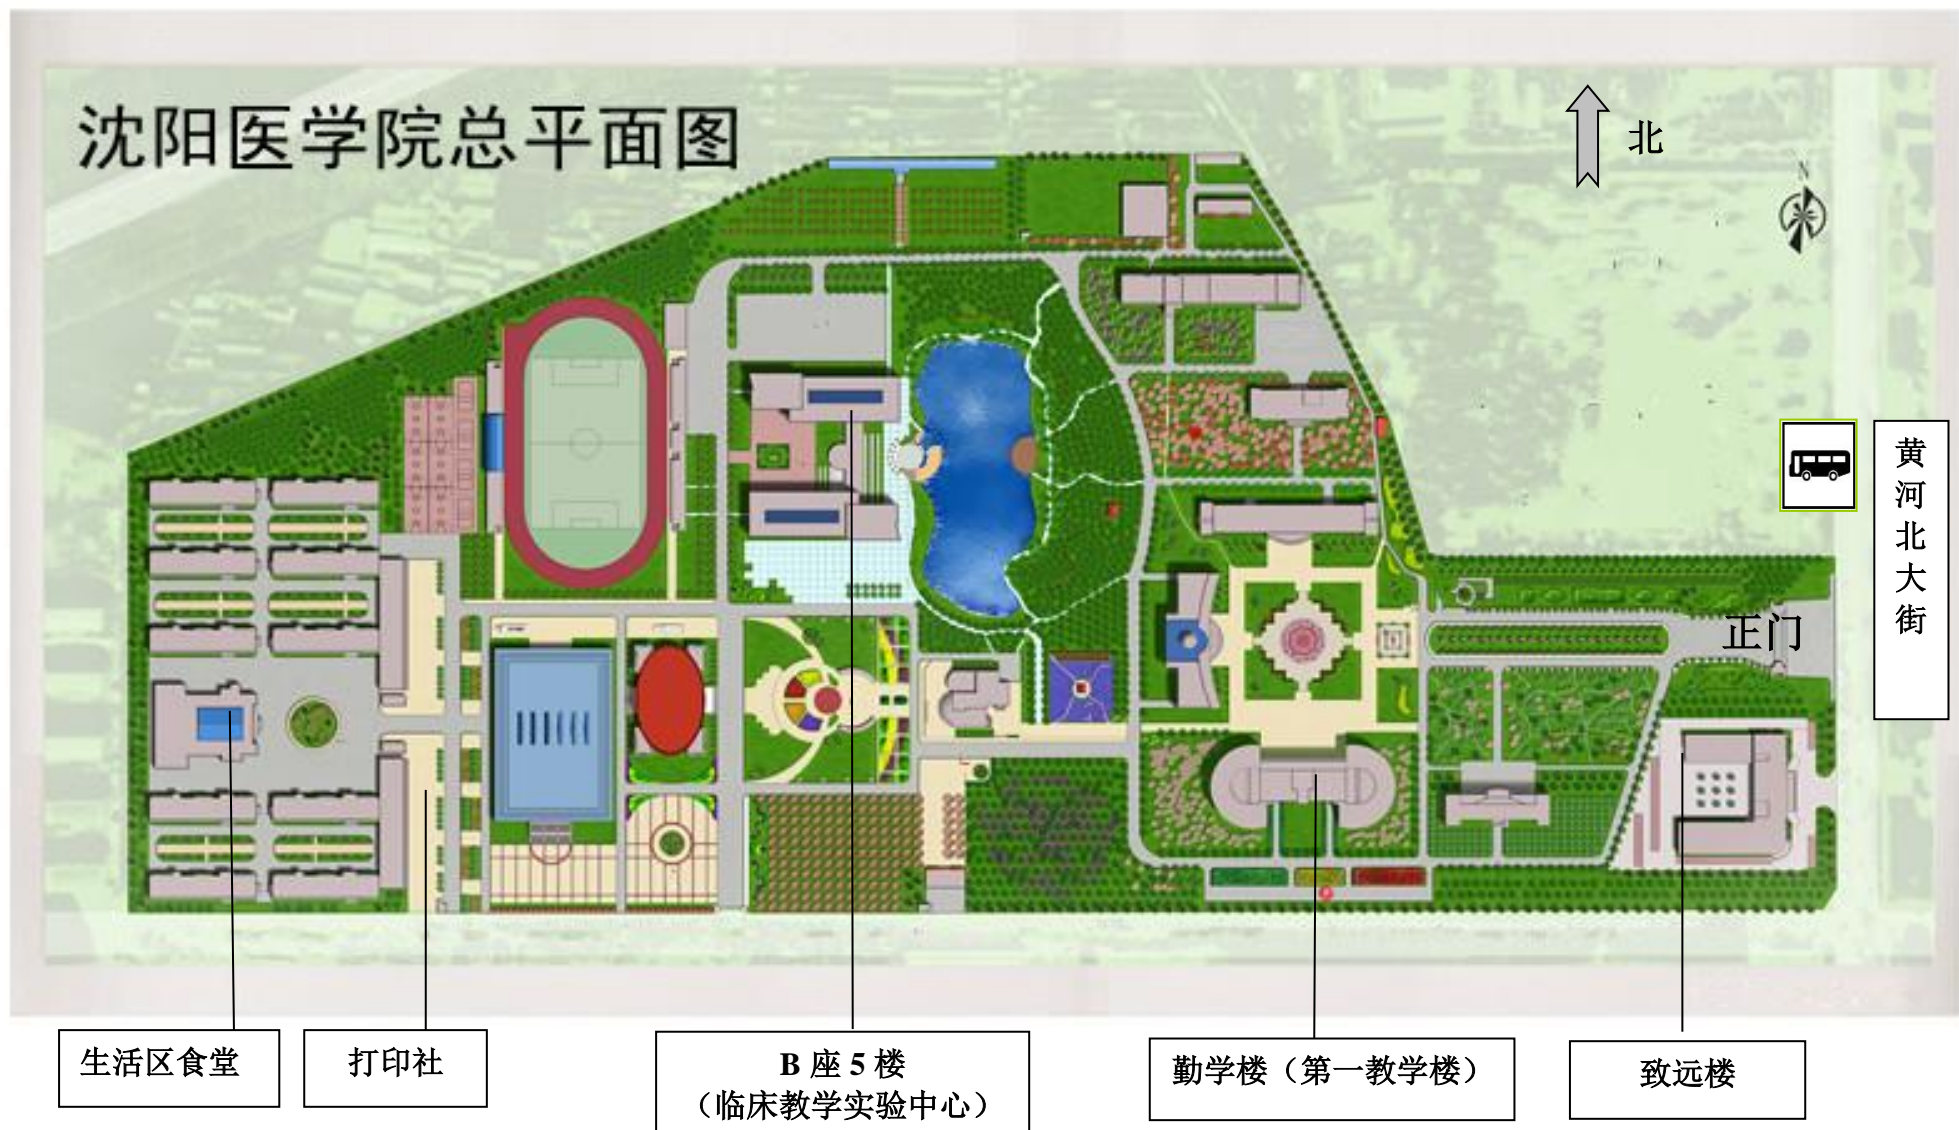 沈阳医学院总平面图
北
N
黄
河
北
大
街
正门
生活区食堂
打印社
B 座 5 楼
（临床教学实验中心）
勤学楼（第一教学楼）
致远楼